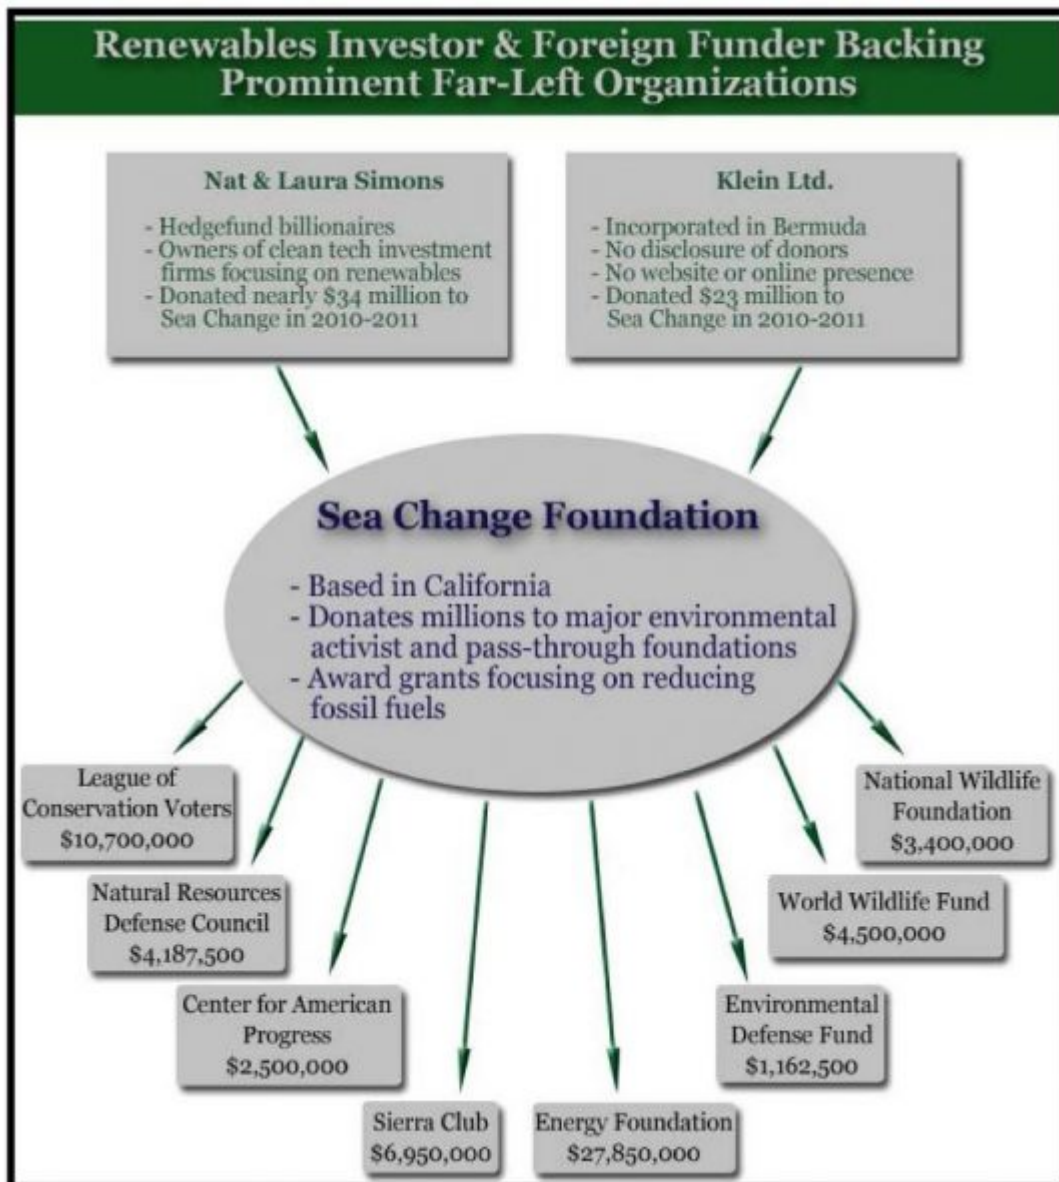 Renewables Investor & Foreign Funder Backing
Prominent Far-Left Organizations
Nat & Laura Simons
- Hedgefund billionaires
- Owners of clean tech investment
firms focusing on renewables
- Donated nearly $34 million to
Sea Change in 2010-2011
Klein Ltd.
- Incorporated in Bermuda
- No disclosure of donors
- No website or online presence
- Donated $23 million to
Sea Change in 2010-2011
Sea Change Foundation
- Based in California
- Donates millions to major environmental
activist and pass-through foundations
- Award grants focusing on reducing
fossil fuels
League of
Conservation Voters
$10,700,000
Natural Resources
Defense Council
$4,187,500
Center for American
Progress
$2,500,000
Sierra Club
$6,950,000
Energy Foundation
$27,850,000
Environmental
Defense Fund
$1,162,500
World Wildlife Fund
$4,500,000
National Wildlife
Foundation
$3,400,000